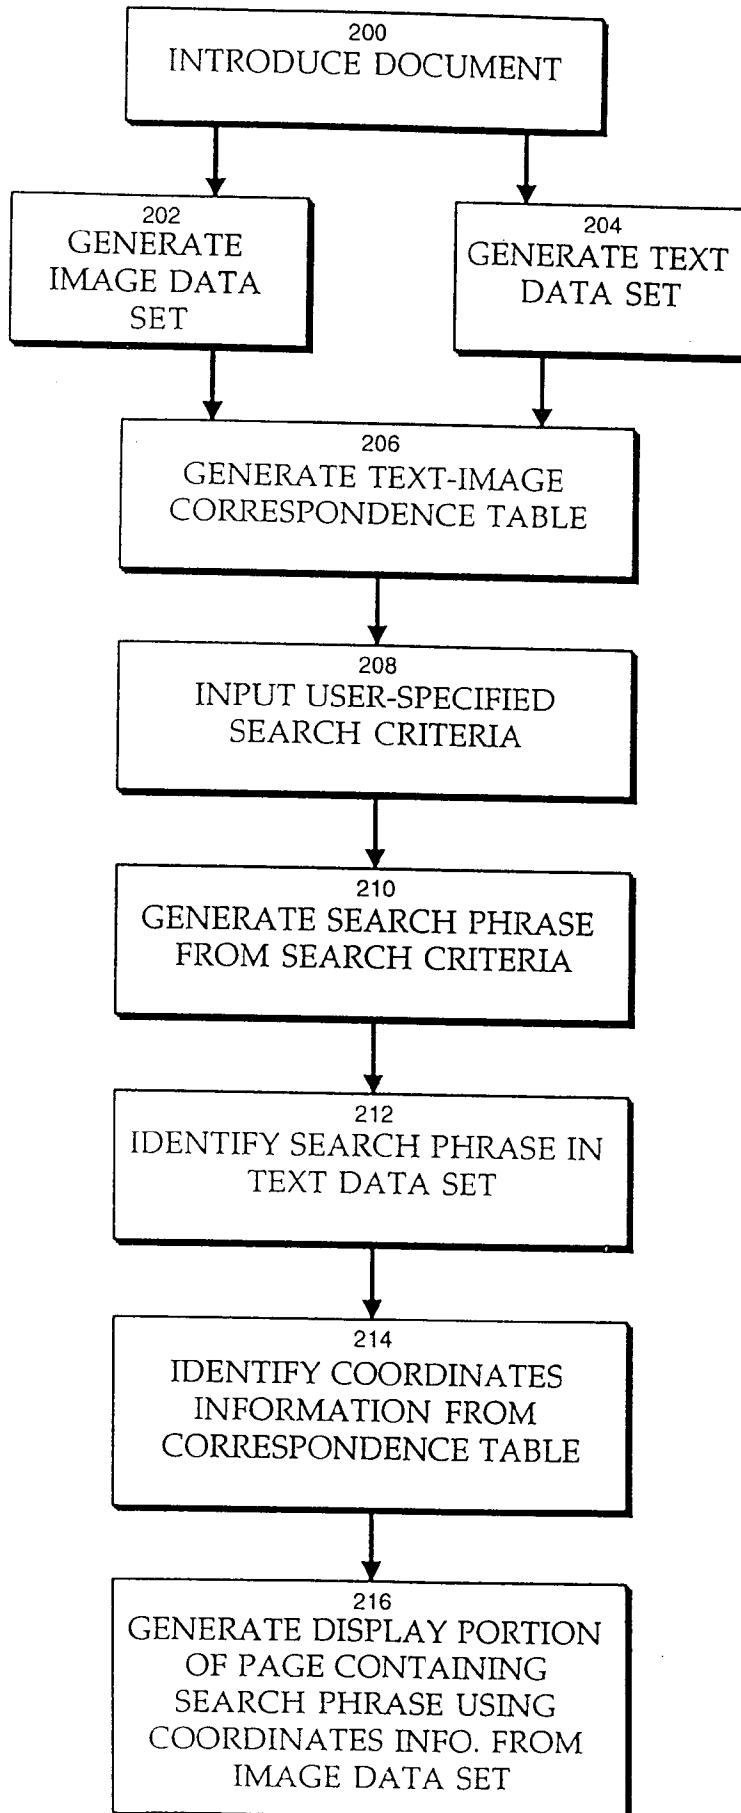 200
INTRODUCE DOCUMENT
202
GENERATE
IMAGE DATA
SET
204
GENERATE TEXT
DATA SET
206
GENERATE TEXT-IMAGE
CORRESPONDENCE TABLE
208
INPUT USER-SPECIFIED
SEARCH CRITERIA
210
GENERATE SEARCH PHRASE
FROM SEARCH CRITERIA
212
IDENTIFY SEARCH PHRASE IN
TEXT DATA SET
214
IDENTIFY COORDINATES
INFORMATION FROM
CORRESPONDENCE TABLE
216
GENERATE DISPLAY PORTION
OF PAGE CONTAINING
SEARCH PHRASE USING
COORDINATES INFO. FROM
IMAGE DATA SET